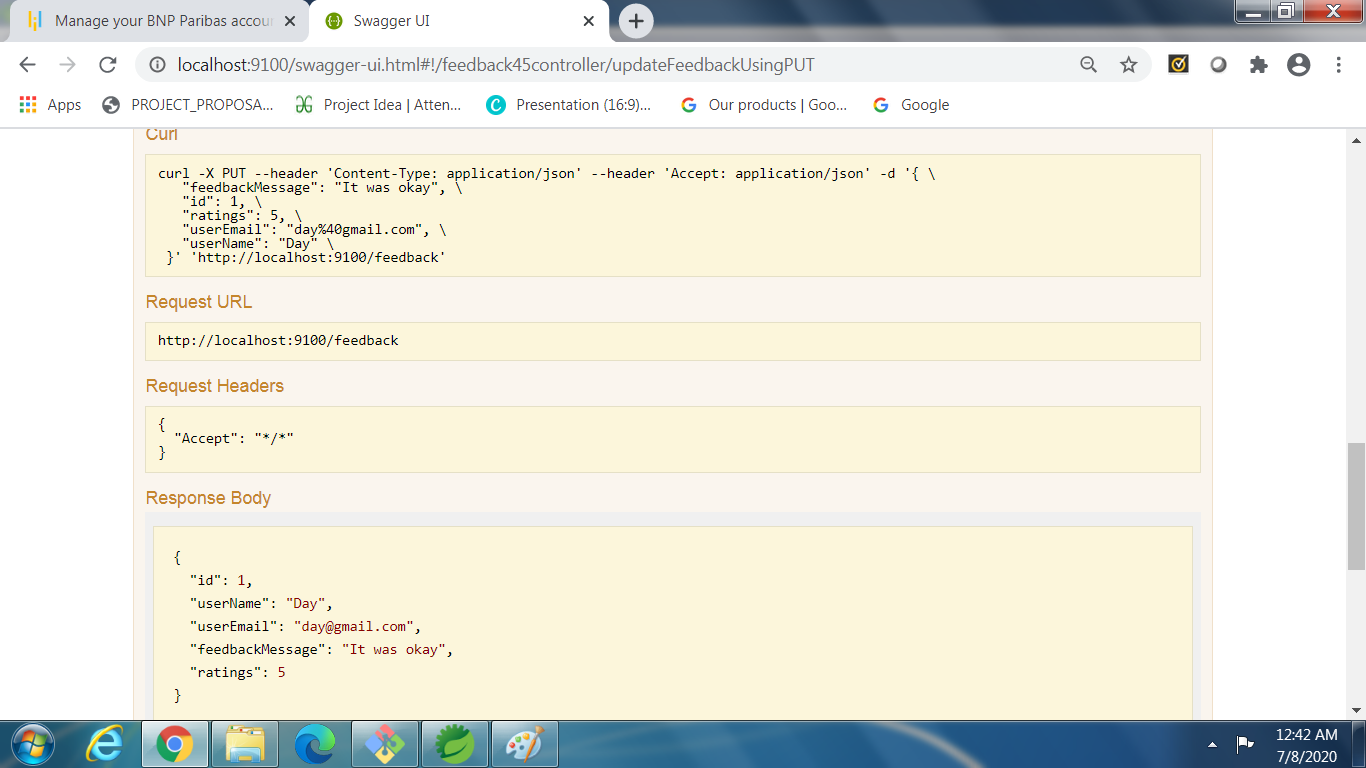 Manage your BNP Paribas accour
Swagger UI
localhost:9100/swagger-ui.html#!/feedback45controller/updateFeedbackUsingPUT
Apps PROJECT_PROPOSA... Project Idea | Atten... Presentation (16:9)... Our products | Goo... Google
Curl
curl -X PUT --header 'Content-Type: application/json' --header 'Accept: application/json' -d '{ \
"feedbackMessage": "It was okay", \
"id": 1, \
"ratings": 5, \
"userEmail": "day%40gmail.com", \
"userName": "Day" \
}' 'http://localhost:9100/feedback'
Request URL
http://localhost:9100/feedback
Request Headers
{
"Accept": "*/*"
}
Response Body
{
"id": 1,
"userName": "Day",
"userEmail": "day@gmail.com",
"feedbackMessage": "It was okay",
"ratings": 5
}
12:42 AM
7/8/2020